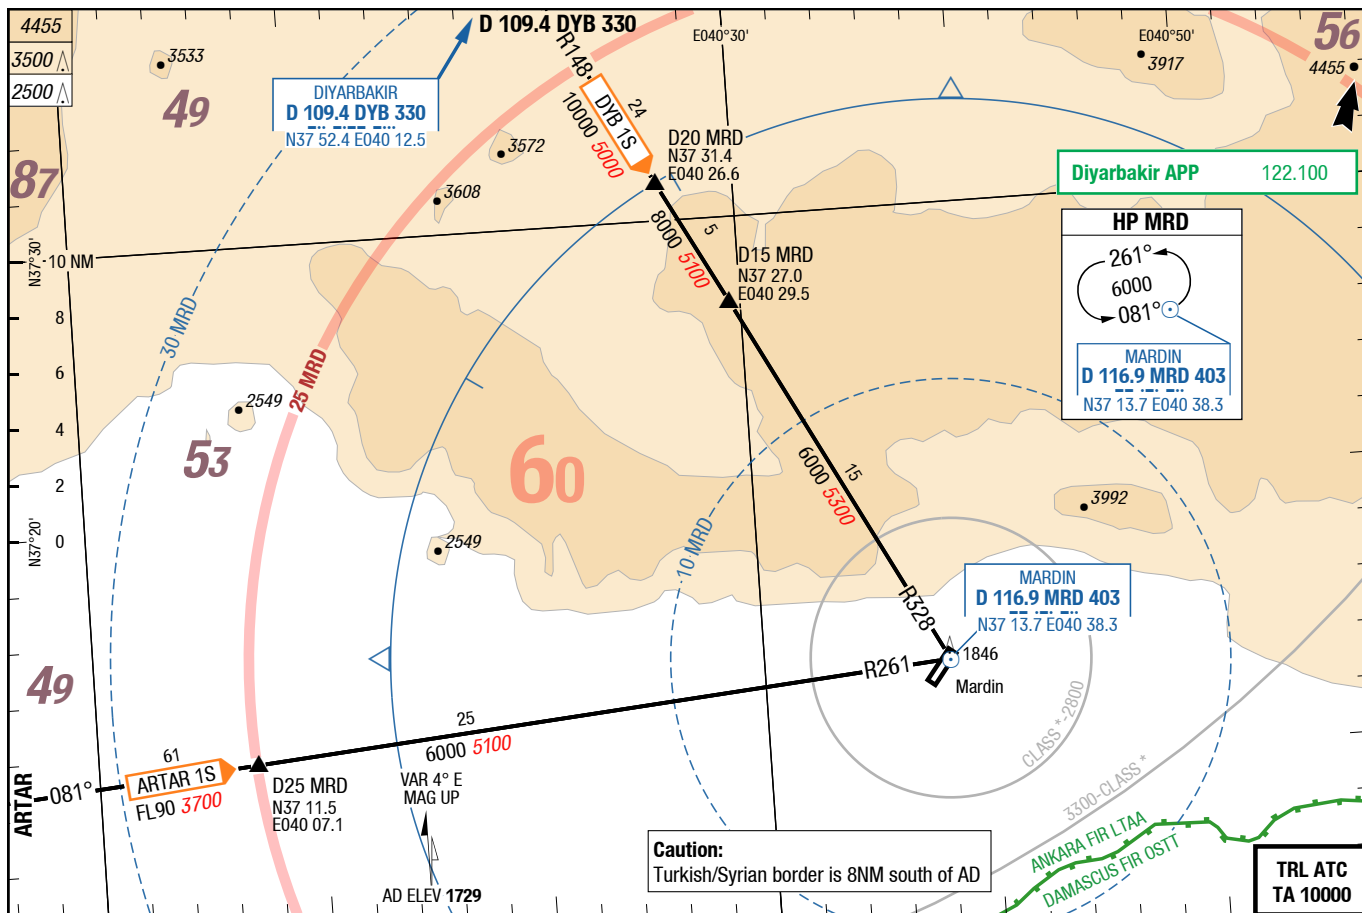 4455
3500
2500
3533
49
87
DIYARBAKIR
D 109.4 DYB 330
N37 52.4 E040 12.5
D 109.4 DYB 330
R148
24
DYB 1S
10000 5000
E040°30'
E040°50'
56
4455
3917
3572
3608
D20 MRD
N37 31.4
E040 26.6
Diyarbakir APP 122.100
HP MRD
261°
6000
081°
MARDIN
D 116.9 MRD 403
N37 13.7 E040 38.3
5
8000 5100
D15 MRD
N37 27.0
E040 29.5
N37°30'
10 NM
8
6
4
2
0
N37°20'
30 MRD
25 MRD
2549
53
60
15
6000 5300
3992
2549
10 MRD
R328
MARDIN
D 116.9 MRD 403
N37 13.7 E040 38.3
1846
Mardin
R261
49
25
6000 5100
CLASS *-2800
3300-CLASS *
61
ARTAR 1S
FL90 3700
081°
ARTAR
D25 MRD
N37 11.5
E040 07.1
VAR 4° E
MAG UP
AD ELEV 1729
Caution:
Turkish/Syrian border is 8NM south of AD
ANKARA FIR LTAA
DAMASCUS FIR OSTT
TRL ATC
TA 10000